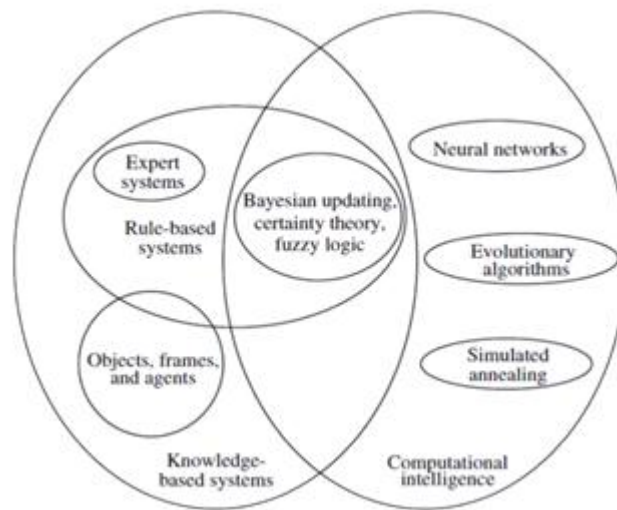 Expert
systems
Rule-based
systems
Bayesian updating,
certainty theory,
fuzzy logic
Neural networks
Evolutionary
algorithms
Simulated
annealing
Objects, frames,
and agents
Knowledge-
based systems
Computational
intelligence